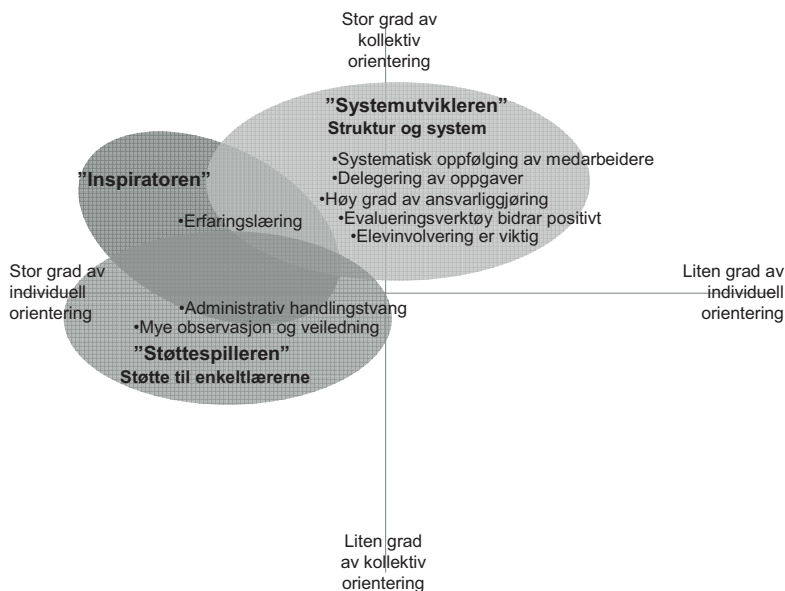 Stor grad av
kollektiv
orientering
”Systemutvikleren”
Struktur og system
•Systematisk oppfølging av medarbeidere
•Delegering av oppgaver
•Høy grad av ansvarliggjøring
•Evalueringsverktøy bidrar positivt
•Elevinvolvering er viktig
”Inspiratoren”
•Erfaringslæring
Stor grad av
individuell
orientering
Liten grad av
individuell
orientering
•Administrativ handlingstvang
•Mye observasjon og veiledning
”Støttespilleren”
Støtte til enkeltlærerne
Liten grad
av kollektiv
orientering